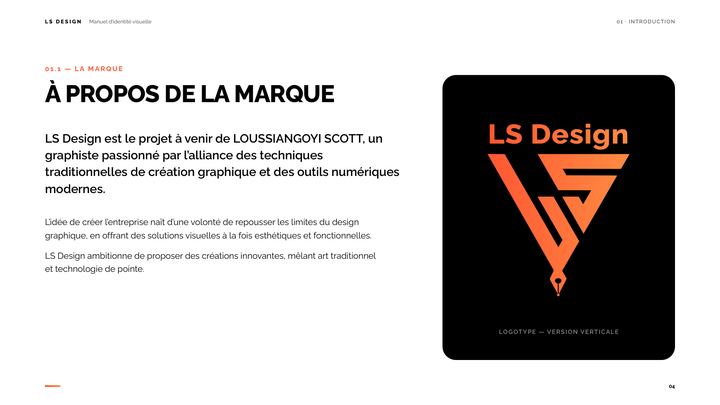 LS DESIGN Manuel d'identité visuelle
01 · INTRODUCTION
01.1 — LA MARQUE
À PROPOS DE LA MARQUE
LS Design est le projet à venir de LOUSSIANGOYI SCOTT, un
graphiste passionné par l'alliance des techniques
traditionnelles de création graphique et des outils numériques
modernes.
L'idée de créer l'entreprise naît d'une volonté de repousser les limites du design
graphique, en offrant des solutions visuelles à la fois esthétiques et fonctionnelles.
LS Design ambitionne de proposer des créations innovantes, mêlant art traditionnel
et technologie de pointe.
LS Design
LOGOTYPE — VERSION VERTICALE
04